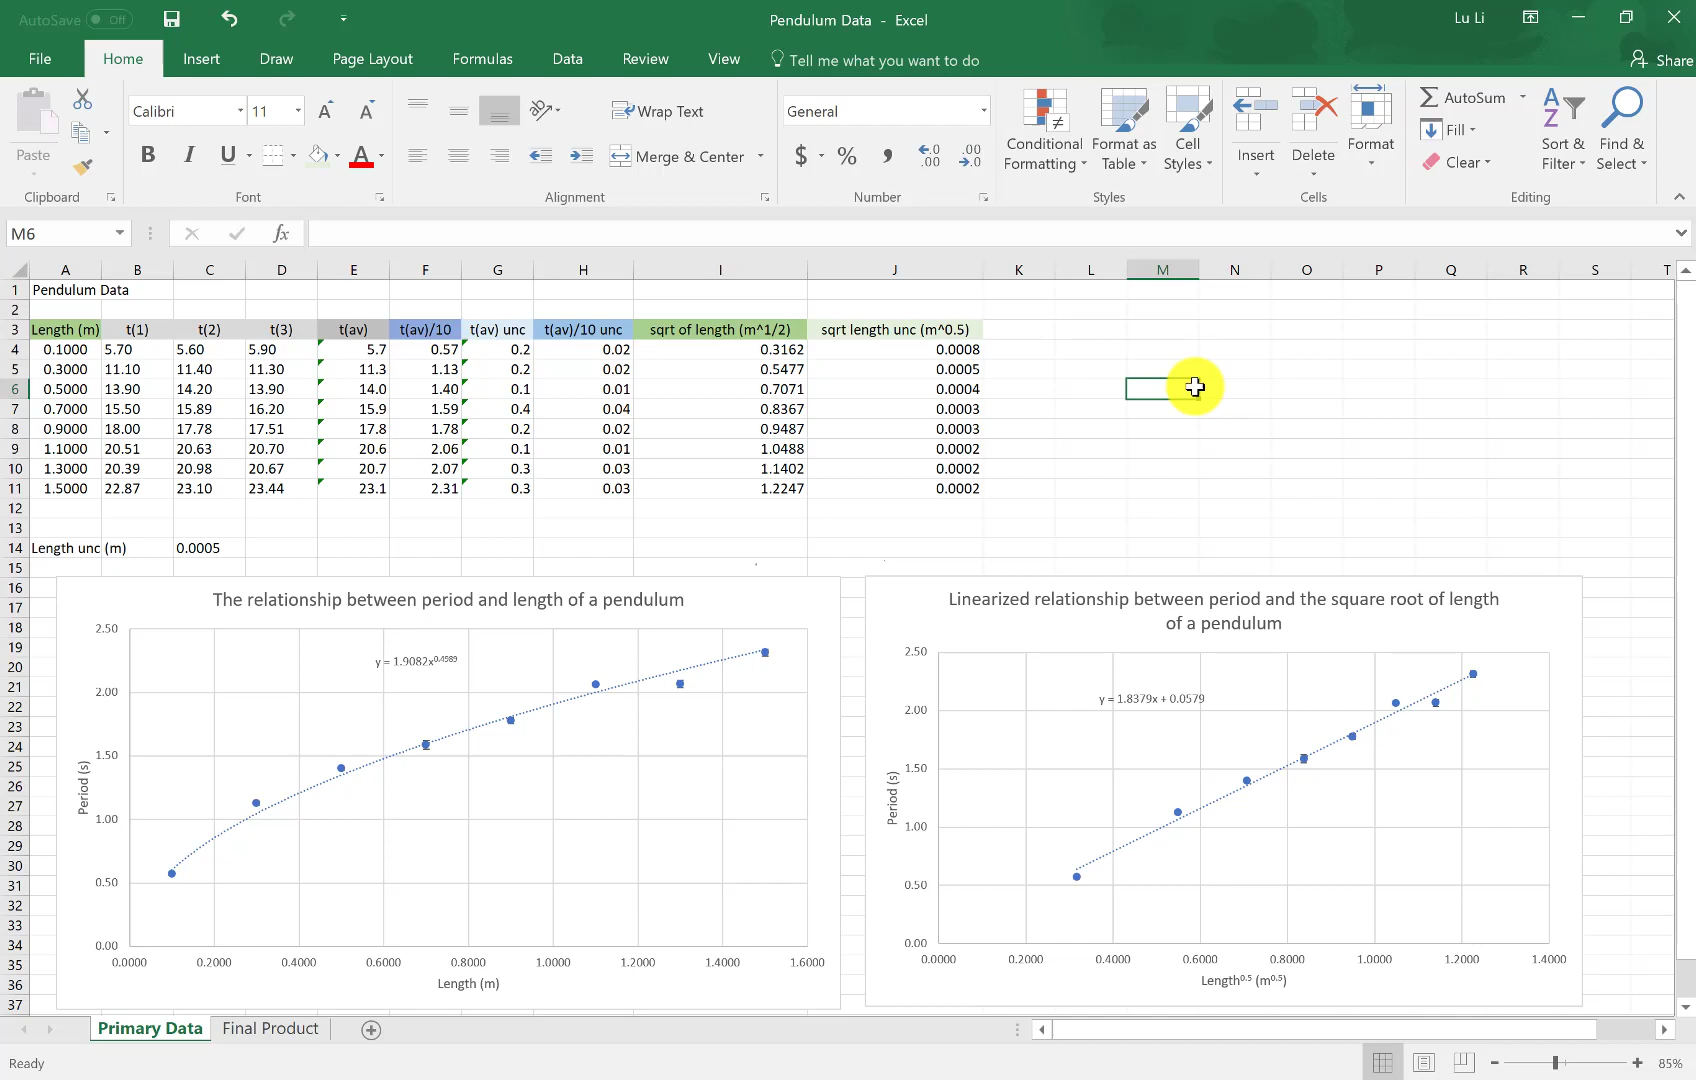 AutoSave Off
Pendulum Data - Excel
Lu Li
File Home Insert Draw Page Layout Formulas Data Review View Tell me what you want to do Share
Paste
Clipboard
Calibri 11 A A
B I U A
Font
Wrap Text
Merge & Center
Alignment
General
$ % , .0 .00 .00 .0
Number
Conditional Formatting
Format as Table
Cell Styles
Styles
Insert Delete Format
Cells
AutoSum
Fill
Clear
Sort & Filter
Find & Select
Editing
M6 fx
A B C D E F G H I J K L M N O P Q R S T
1 Pendulum Data
2
3 Length (m) t(1) t(2) t(3) t(av) t(av)/10 t(av) unc t(av)/10 unc sqrt of length (m^1/2) sqrt length unc (m^0.5)
4 0.1000 5.70 5.60 5.90 5.7 0.57 0.2 0.02 0.3162 0.0008
5 0.3000 11.10 11.40 11.30 11.3 1.13 0.2 0.02 0.5477 0.0005
6 0.5000 13.90 14.20 13.90 14.0 1.40 0.1 0.01 0.7071 0.0004
7 0.7000 15.50 15.89 16.20 15.9 1.59 0.4 0.04 0.8367 0.0003
8 0.9000 18.00 17.78 17.51 17.8 1.78 0.2 0.02 0.9487 0.0003
9 1.1000 20.51 20.63 20.70 20.6 2.06 0.1 0.01 1.0488 0.0002
10 1.3000 20.39 20.98 20.67 20.7 2.07 0.3 0.03 1.1402 0.0002
11 1.5000 22.87 23.10 23.44 23.1 2.31 0.3 0.03 1.2247 0.0002
12
13
14 Length unc (m) 0.0005
15
16
17
18
19
20
21
22
23
24
25
26
27
28
29
30
31
32
33
34
35
36
37
The relationship between period and length of a pendulum
y = 1.9082x^0.4989
2.50
2.00
1.50
1.00
0.50
0.00
Period (s)
0.0000 0.2000 0.4000 0.6000 0.8000 1.0000 1.2000 1.4000 1.6000
Length (m)
Linearized relationship between period and the square root of length
of a pendulum
y = 1.8379x + 0.0579
2.50
2.00
1.50
1.00
0.50
0.00
Period (s)
0.0000 0.2000 0.4000 0.6000 0.8000 1.0000 1.2000 1.4000
Length^0.5 (m^0.5)
Primary Data Final Product
Ready
85%